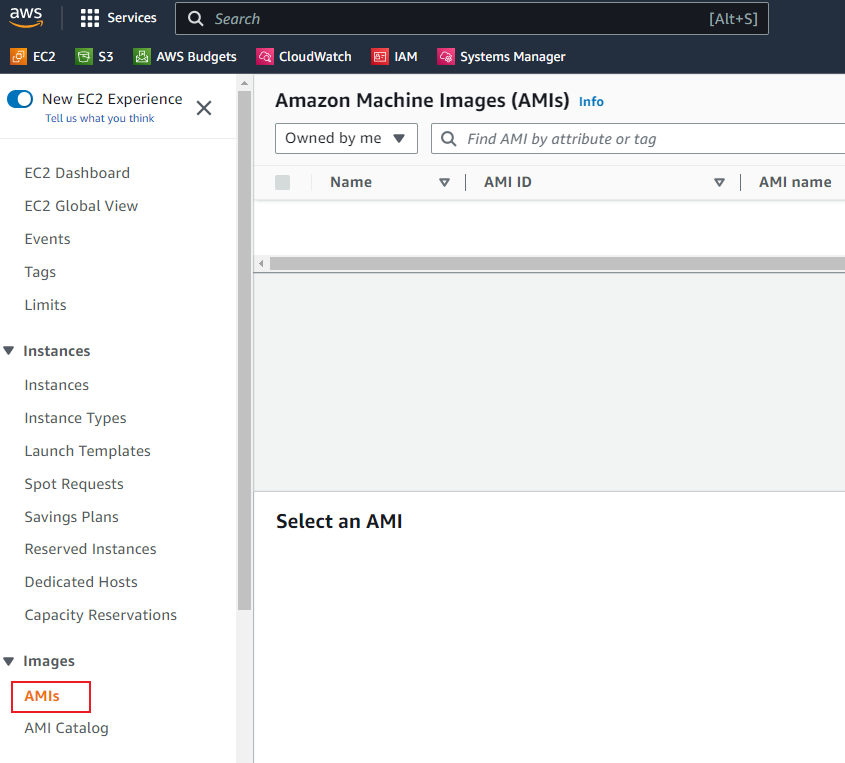 aws Services Search [Alt+S]
EC2 S3 AWS Budgets CloudWatch IAM Systems Manager
New EC2 Experience
Tell us what you think
EC2 Dashboard
EC2 Global View
Events
Tags
Limits
Instances
Instances
Instance Types
Launch Templates
Spot Requests
Savings Plans
Reserved Instances
Dedicated Hosts
Capacity Reservations
Images
AMIs
AMI Catalog
Amazon Machine Images (AMIs) Info
Owned by me Find AMI by attribute or tag
Name AMI ID AMI name
Select an AMI